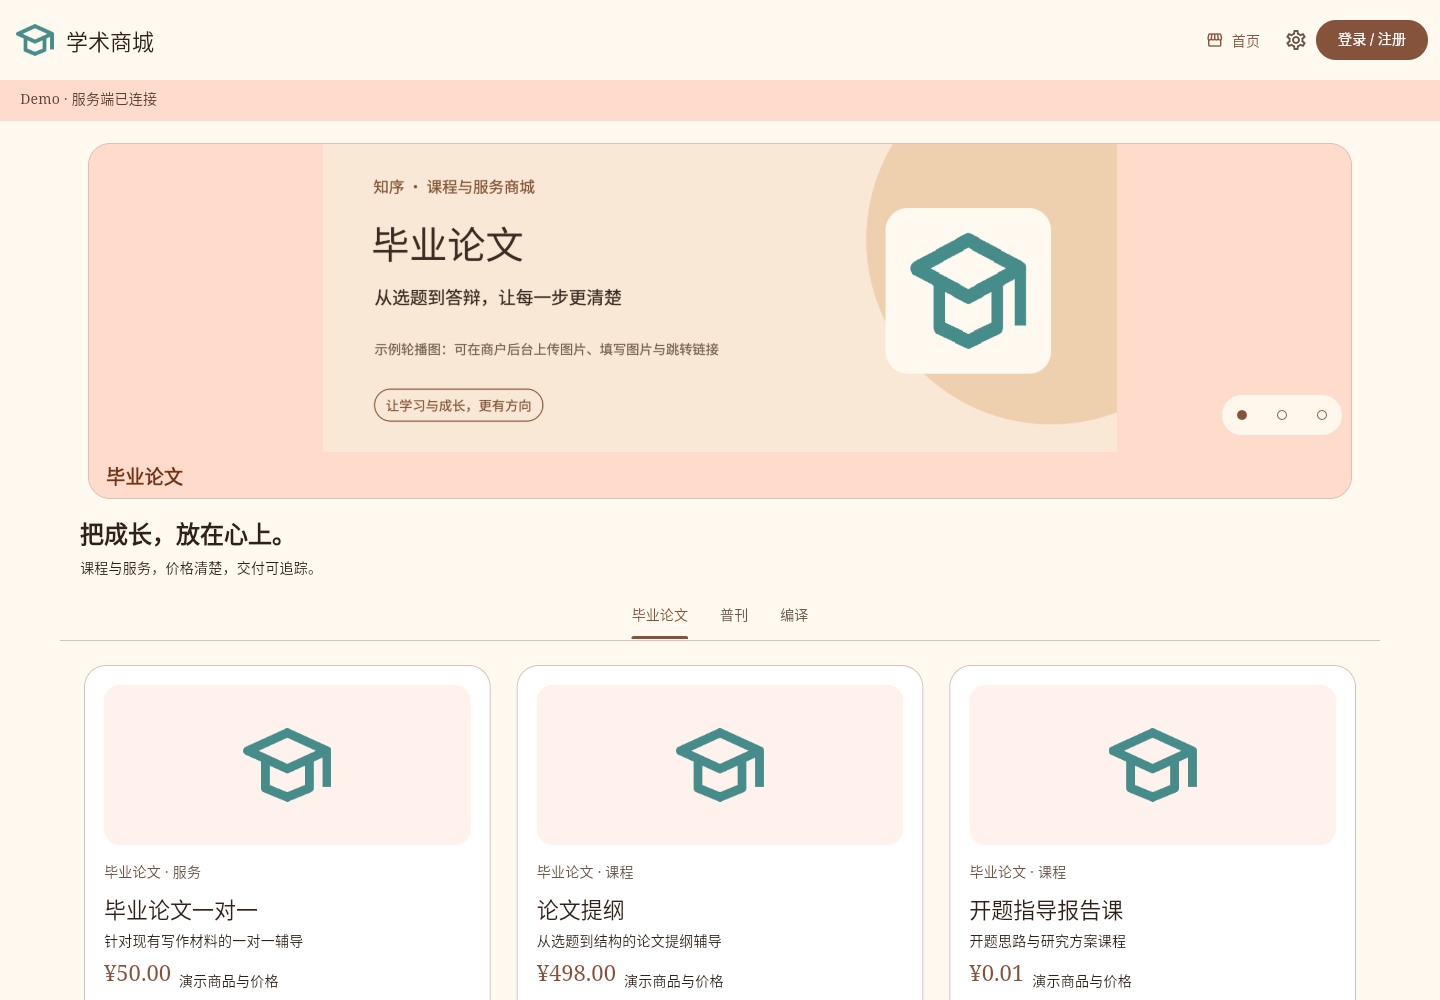 学术商城
首页
登录 / 注册
Demo · 服务端已连接
知序 · 课程与服务商城
毕业论文
从选题到答辩，让每一步更清楚
示例轮播图：可在商户后台上传图片、填写图片与跳转链接
让学习与成长，更有方向
毕业论文
把成长，放在心上。
课程与服务，价格清楚，交付可追踪。
毕业论文 普刊 编译
毕业论文 · 服务
毕业论文一对一
针对现有写作材料的一对一辅导
¥50.00 演示商品与价格
毕业论文 · 课程
论文提纲
从选题到结构的论文提纲辅导
¥498.00 演示商品与价格
毕业论文 · 课程
开题指导报告课
开题思路与研究方案课程
¥0.01 演示商品与价格